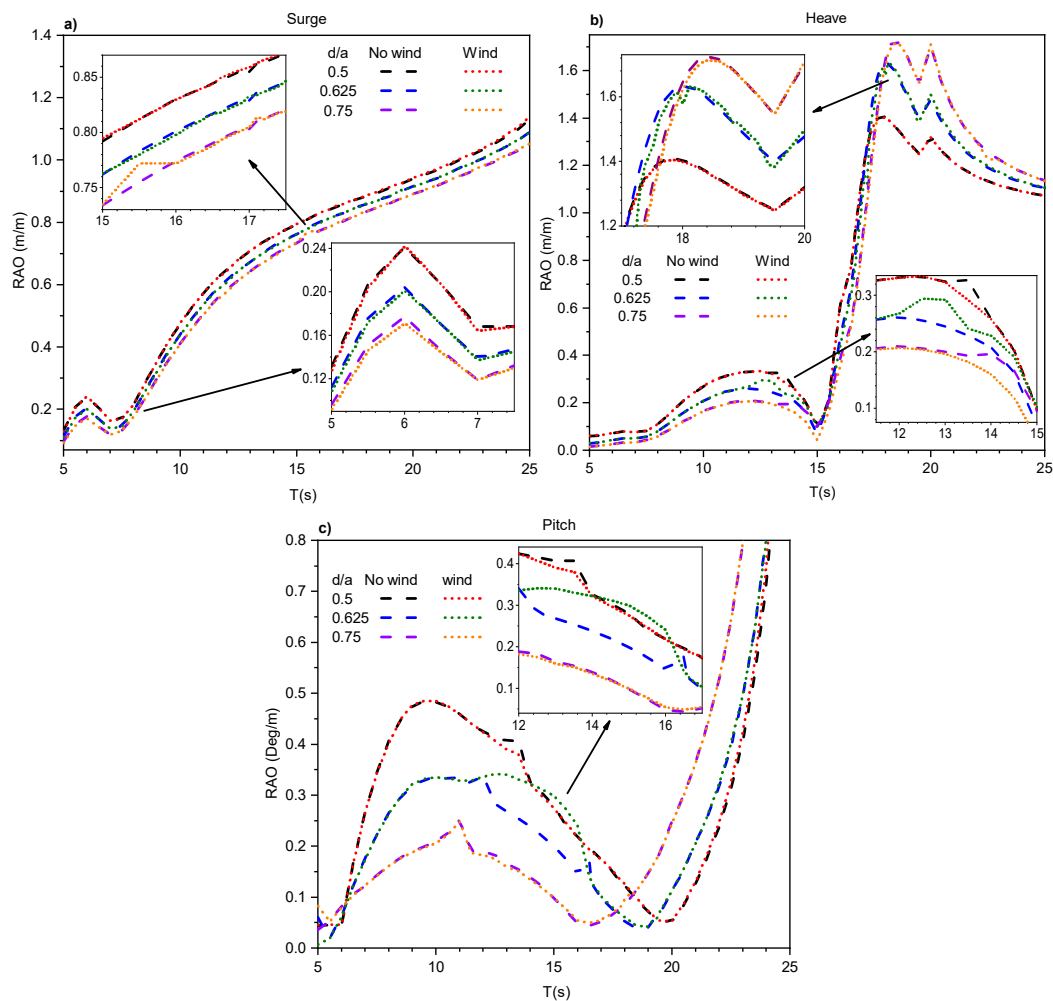 a) Surge
d/a No wind Wind
0.5
0.625
0.75
0.85
0.80
0.75
15 16 17
0.24
0.20
0.16
0.12
5 6 7
1.4
1.2
1.0
0.8
0.6
0.4
0.2
RAO (m/m)
5 10 15 20 25
T(s)
b) Heave
1.6
1.4
1.2
18 19 20
d/a No wind Wind
0.5
0.625
0.75
0.3
0.2
0.1
12 13 14 15
1.6
1.4
1.2
1.0
0.8
0.6
0.4
0.2
0.0
RAO (m/m)
5 10 15 20 25
T(s)
c) Pitch
d/a No wind wind
0.5
0.625
0.75
0.4
0.3
0.2
0.1
12 14 16
0.8
0.7
0.6
0.5
0.4
0.3
0.2
0.1
0.0
RAO (Deg/m)
5 10 15 20 25
T(s)